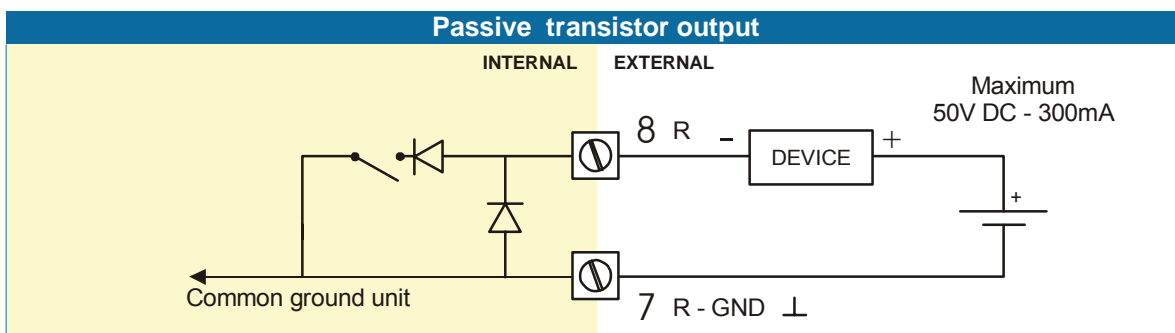 Passive transistor output
INTERNAL EXTERNAL
Maximum
50V DC - 300mA
8 R - DEVICE +
+
Common ground unit
7 R - GND ⊥